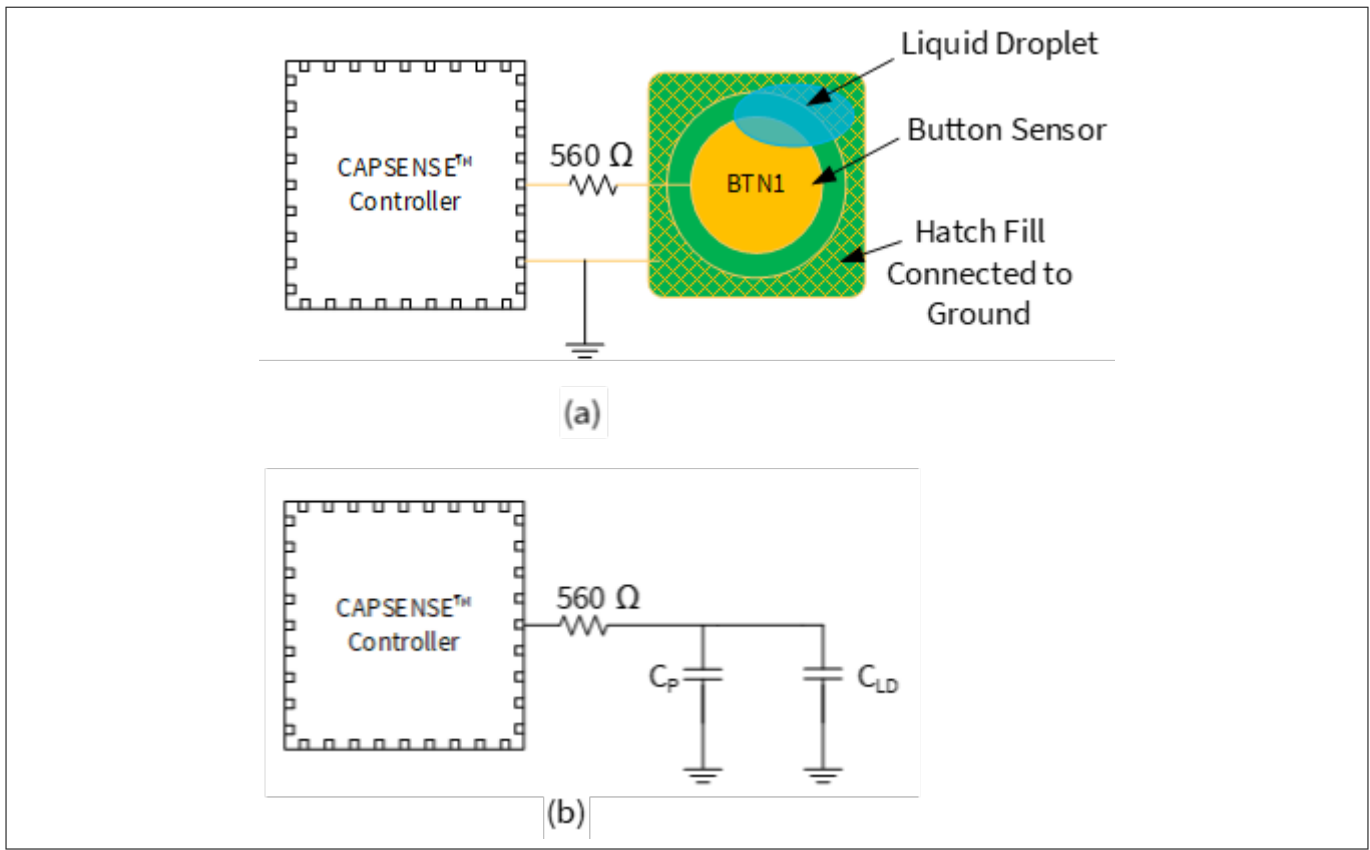 Liquid Droplet
Button Sensor
560 Ω
CAPSENSE™
Controller
BTN1
Hatch Fill
Connected to
Ground
(a)
CAPSENSE™
Controller
560 Ω
CP
CLD
(b)